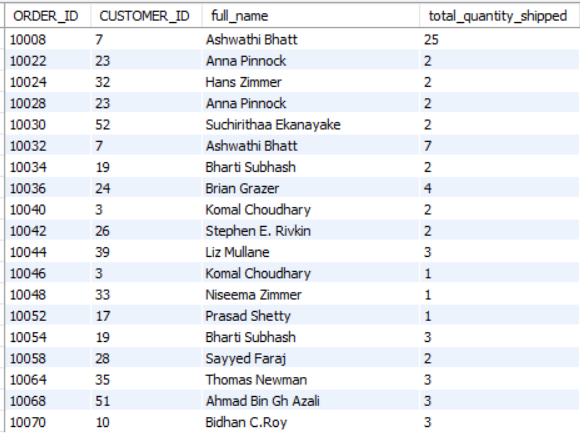 ORDER_ID CUSTOMER_ID full_name total_quantity_shipped
10008 7 Ashwathi Bhatt 25
10022 23 Anna Pinnock 2
10024 32 Hans Zimmer 2
10028 23 Anna Pinnock 2
10030 52 Suchirithaa Ekanayake 2
10032 7 Ashwathi Bhatt 7
10034 19 Bharti Subhash 2
10036 24 Brian Grazer 4
10040 3 Komal Choudhary 2
10042 26 Stephen E. Rivkin 2
10044 39 Liz Mullane 3
10046 3 Komal Choudhary 1
10048 33 Niseema Zimmer 1
10052 17 Prasad Shetty 1
10054 19 Bharti Subhash 3
10058 28 Sayyed Faraj 2
10064 35 Thomas Newman 3
10068 51 Ahmad Bin Gh Azali 3
10070 10 Bidhan C.Roy 3